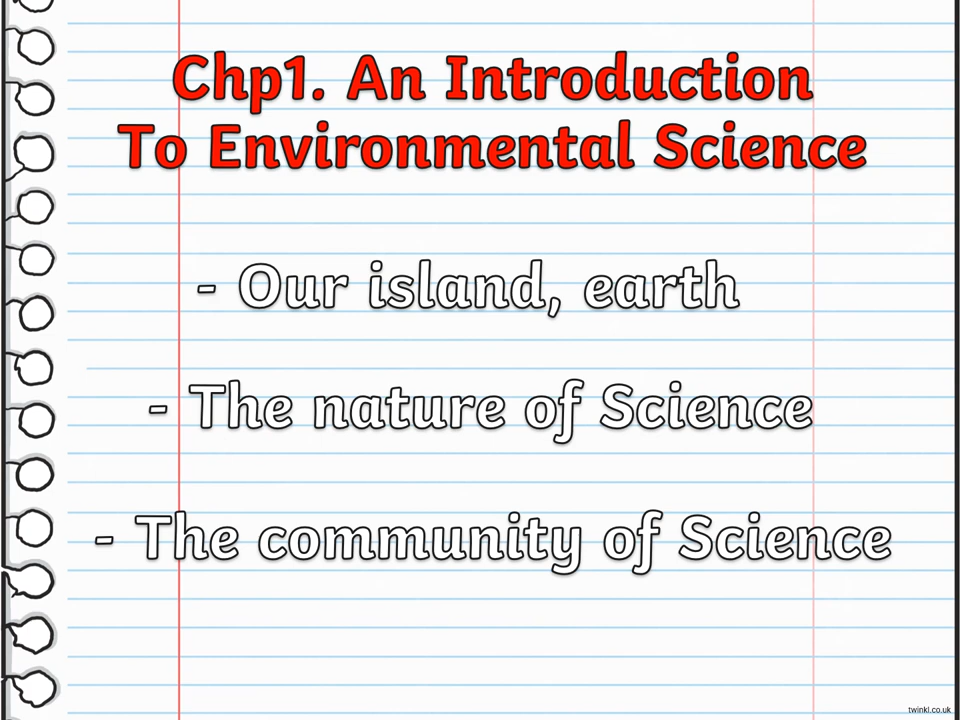 Chp1. An Introduction
To Environmental Science
- Our island, earth
- The nature of Science
- The community of Science
twinkl.co.uk